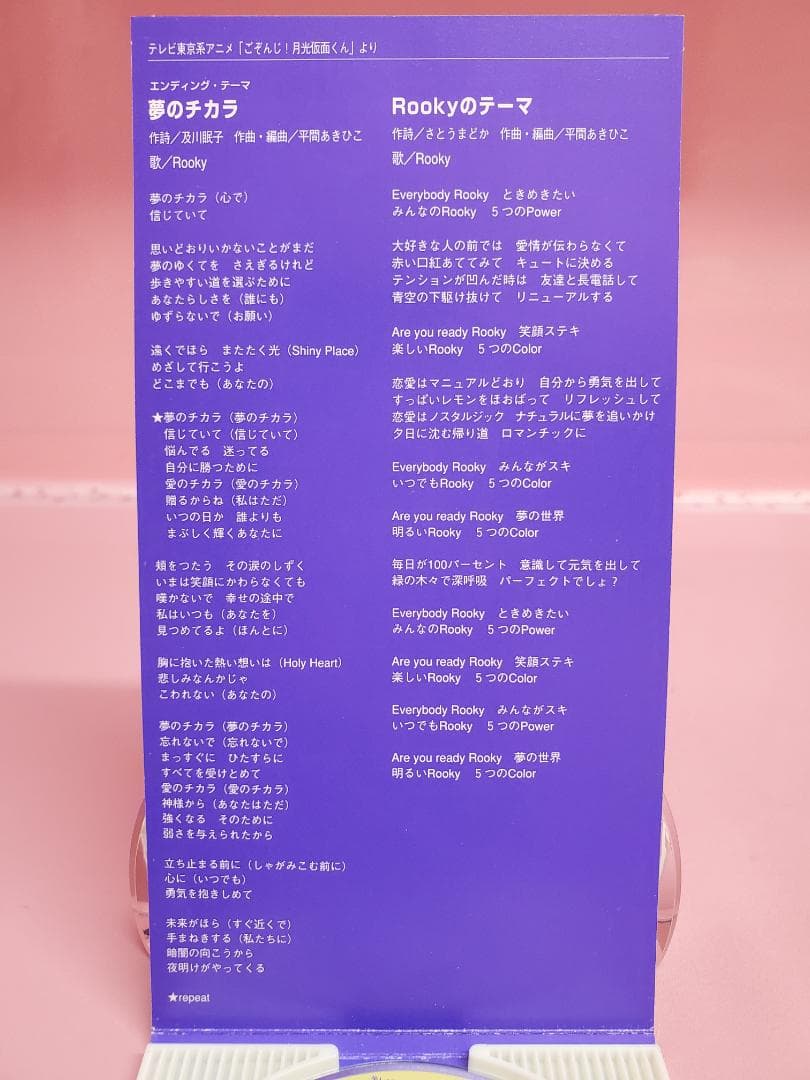 テレビ東京系アニメ「ごぞんじ!月光仮面くん」より
エンディング・テーマ
夢のチカラ
作詩/及川眠子 作曲・編曲/平間あきひこ
歌/Rooky
夢のチカラ(心で)
信じていて
思いどおりいかないことがまだ
夢のゆくてを さえぎるけれど
歩きやすい道を選ぶために
あなたらしさを(誰にも)
ゆずらないで(お願い)
遠くでほら またたく光(Shiny Place)
めざして行こうよ
どこまでも(あなたの)
★夢のチカラ(夢のチカラ)
信じていて(信じていて)
悩んでる 迷ってる
自分に勝つために
愛のチカラ(愛のチカラ)
贈るからね(私はただ)
いつの日か 誰よりも
まぶしく輝くあなたに
頬をつたう その涙のしずく
いまは笑顔にかわらなくても
嘆かないで 幸せの途中で
私はいつも(あなたを)
見つめてるよ(ほんとに)
胸に抱いた熱い想いは(Holy Heart)
悲しみなんかじゃ
こわれない(あなたの)
夢のチカラ(夢のチカラ)
忘れないで(忘れないで)
まっすぐに ひたすらに
すべてを受けとめて
愛のチカラ(愛のチカラ)
神様から(あなたはただ)
強くなる そのために
弱さを与えられたから
立ち止まる前に(しゃがみこむ前に)
心に(いつでも)
勇気を抱きしめて
未来がほら(すぐ近くで)
手まねきする(私たちに)
暗闇の向こうから
夜明けがやってくる
★repeat
Rookyのテーマ
作詩/さとうまどか 作曲・編曲/平間あきひこ
歌/Rooky
Everybody Rooky ときめきたい
みんなのRooky 5つのPower
大好きな人の前では 愛情が伝わらなくて
赤い口紅あててみて キュートに決める
テンションが凹んだ時は 友達と長電話して
青空の下駆け抜けて リニューアルする
Are you ready Rooky 笑顔ステキ
楽しいRooky 5つのColor
恋愛はマニュアルどおり 自分から勇気を出して
すっぱいレモンをほおばって リフレッシュして
恋愛はノスタルジック ナチュラルに夢を追いかけ
夕日に沈む帰り道 ロマンチックに
Everybody Rooky みんながスキ
いつでもRooky 5つのColor
Are you ready Rooky 夢の世界
明るいRooky 5つのColor
毎日が100パーセント 意識して元気を出して
緑の木々で深呼吸 パーフェクトでしょ?
Everybody Rooky ときめきたい
みんなのRooky 5つのPower
Are you ready Rooky 笑顔ステキ
楽しいRooky 5つのColor
Everybody Rooky みんながスキ
いつでもRooky 5つのPower
Are you ready Rooky 夢の世界
明るいRooky 5つのColor